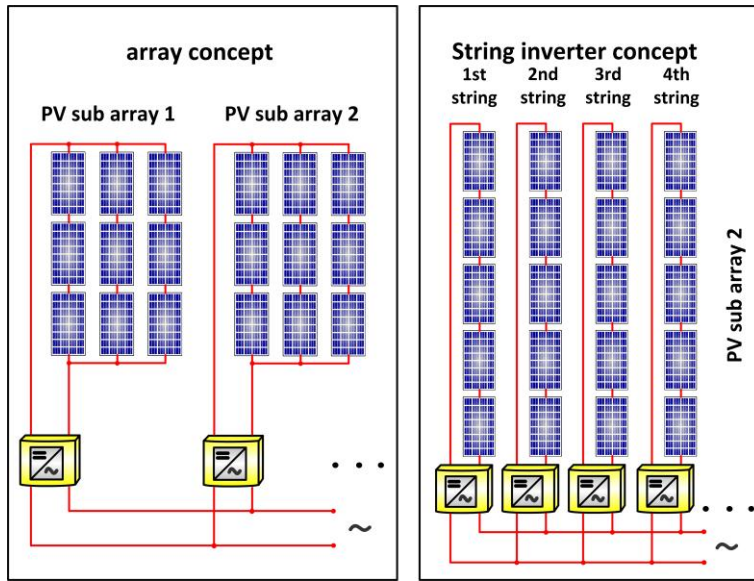 array concept
PV sub array 1
PV sub array 2
. . .
~
String inverter concept
1st string
2nd string
3rd string
4th string
PV sub array 2
. . .
~